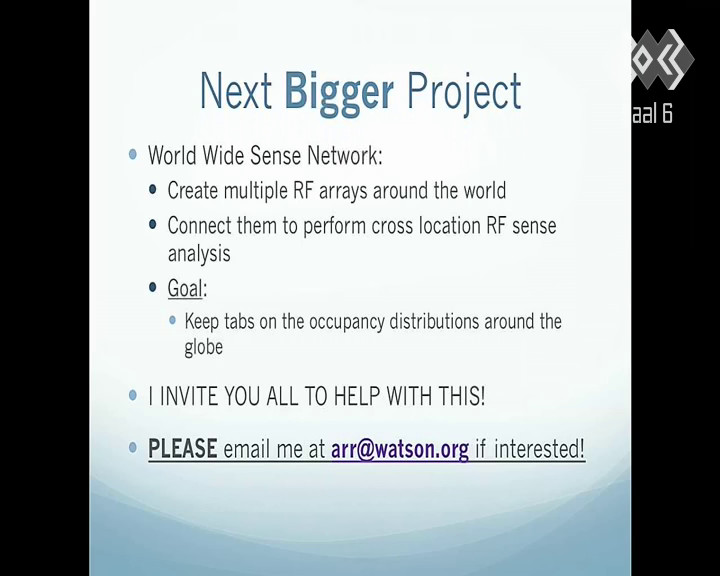 Next Bigger Project
World Wide Sense Network:
Create multiple RF arrays around the world
Connect them to perform cross location RF sense
analysis
Goal:
Keep tabs on the occupancy distributions around the
globe
I INVITE YOU ALL TO HELP WITH THIS!
PLEASE email me at arr@watson.org if interested!
aal 6